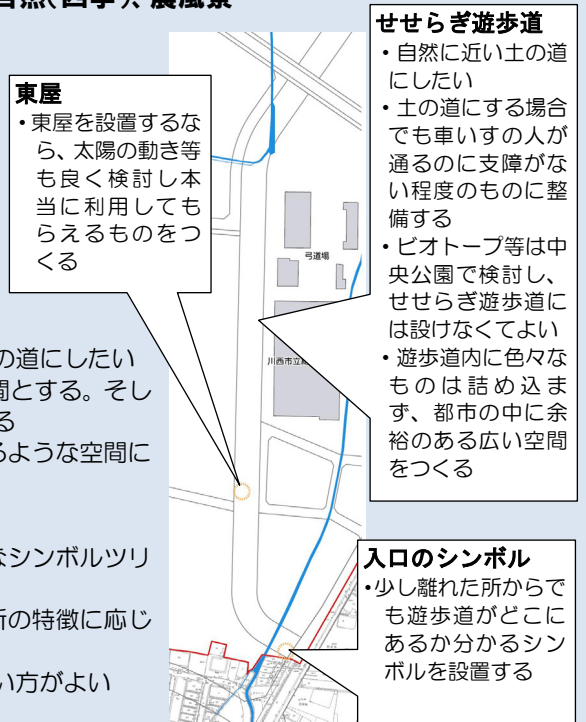 自然(四季)、農風景
東屋
・東屋を設置するな
ら、太陽の動き等
も良く検討し本
当に利用しても
らえるものをつ
くる
せせらぎ遊歩道
・自然に近い土の道
にしたい
・土の道にする場合
でも車いすの人が
通るのに支障がな
い程度のものに整
備する
・ビオトープ等は中
央公園で検討し、
せせらぎ遊歩道に
は設けなくてよい
・遊歩道内に色々な
ものは詰め込ま
ず、都市の中に余
裕のある広い空間
をつくる
弓道場
川西市立
の道にしたい
間とする。そし
る
るような空間に
なシンボルツリ
所の特徴に応じ
い方がよい
入口のシンボル
・少し離れた所からで
も遊歩道がどこに
あるか分かるシン
ボルを設置する